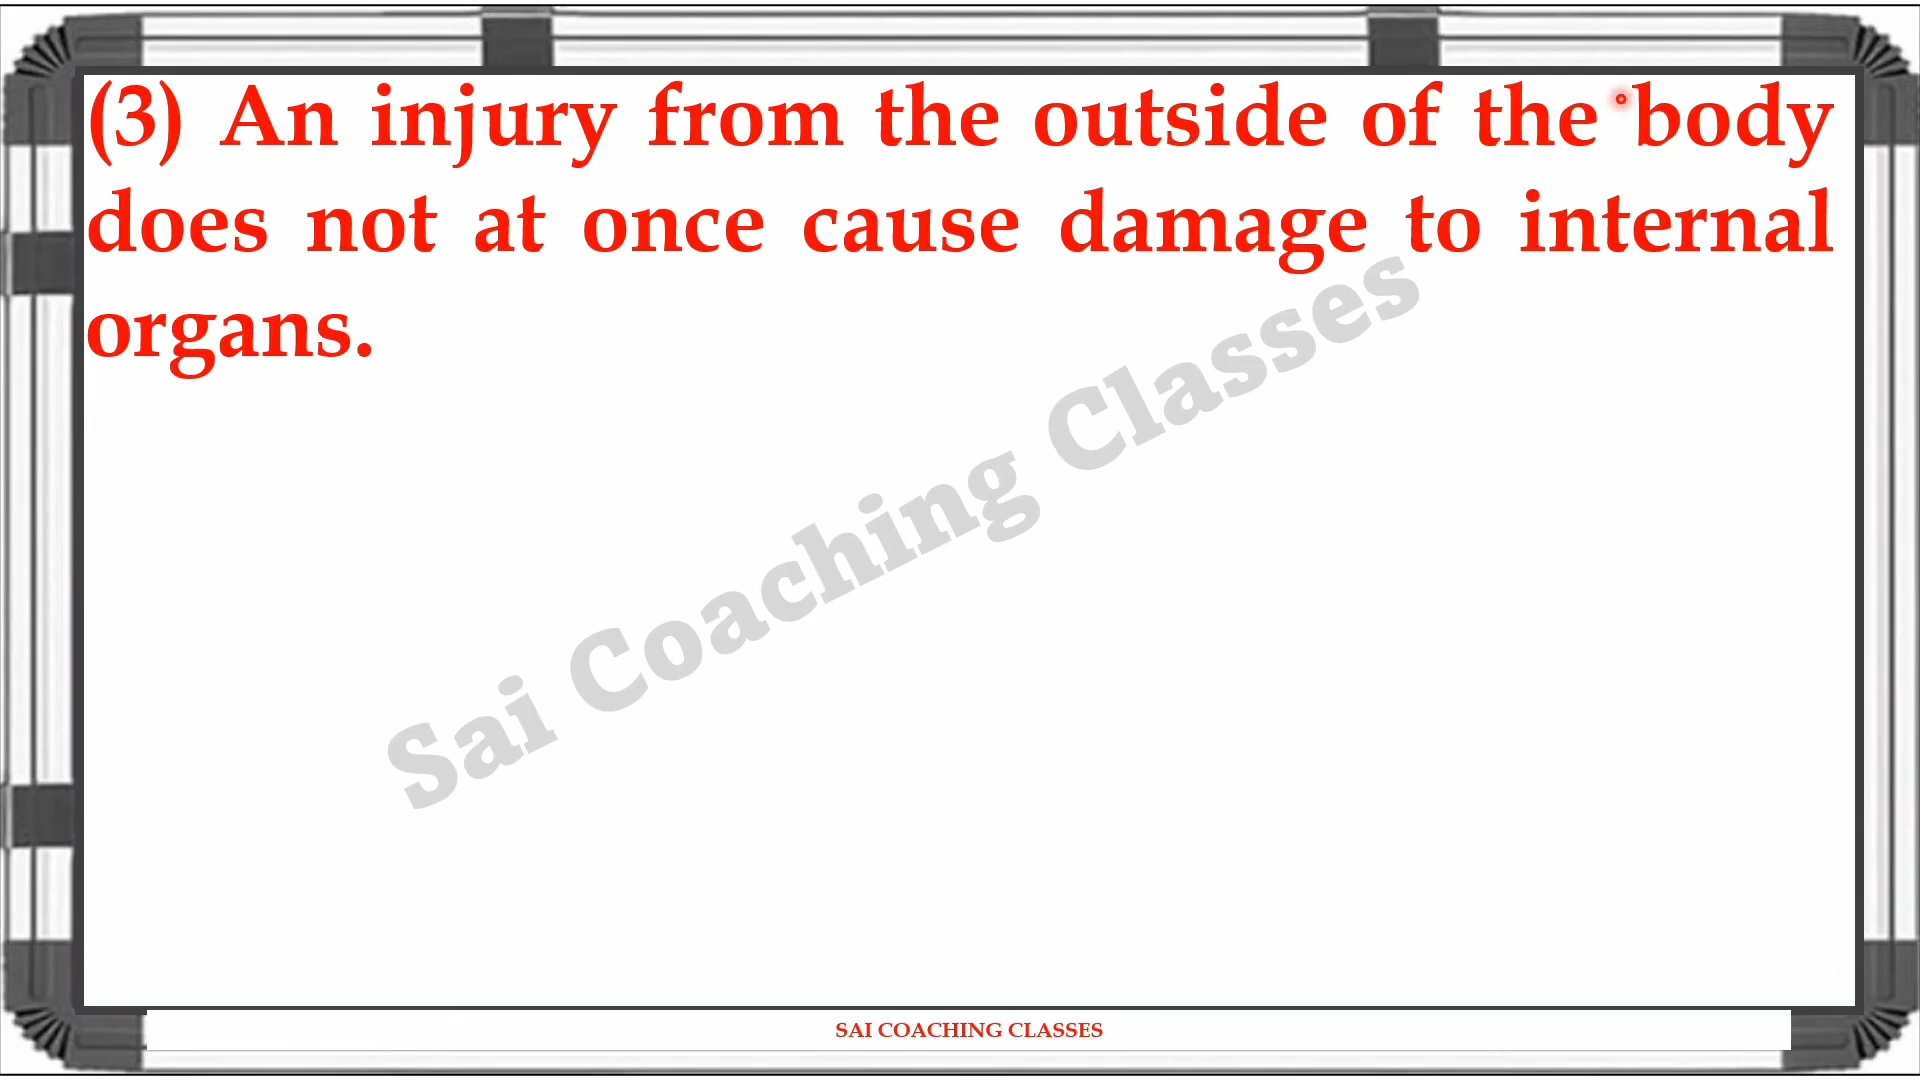 (3) An injury from the outside of the body
does not at once cause damage to internal
organs.
Sai Coaching Classes
SAI COACHING CLASSES